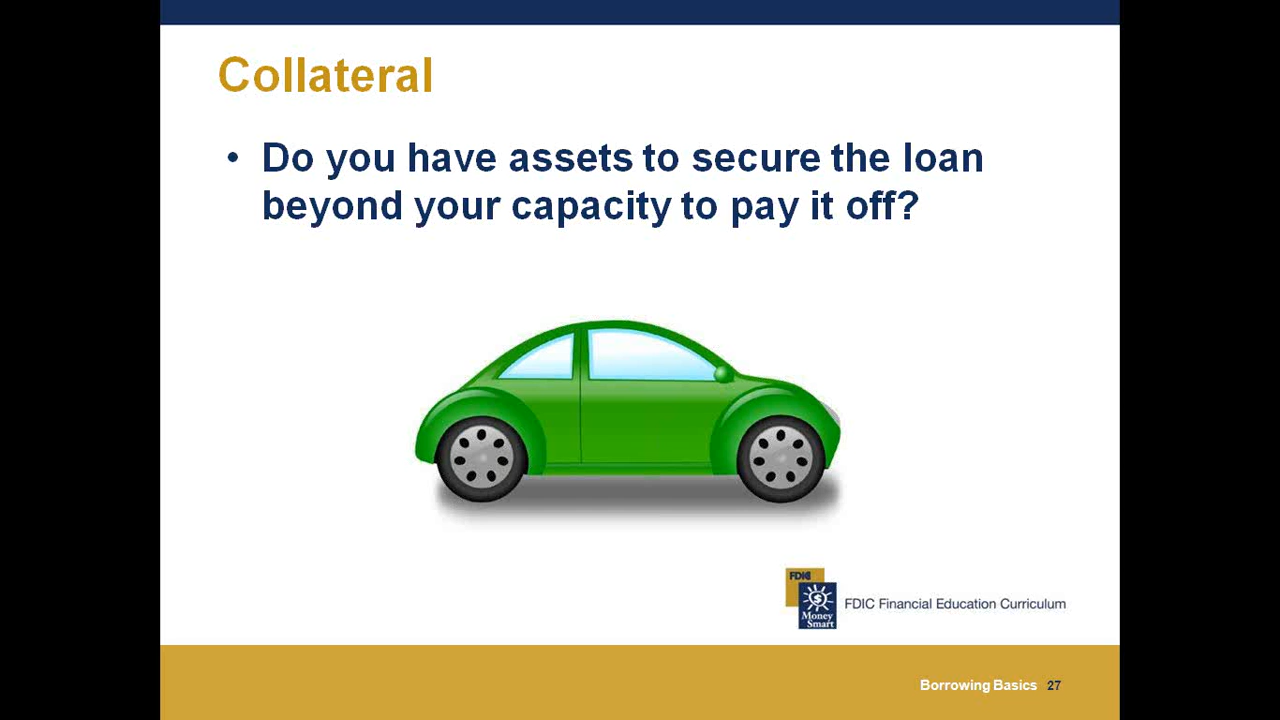 Collateral
• Do you have assets to secure the loan
beyond your capacity to pay it off?
FDIC
Money
Smart
FDIC Financial Education Curriculum
Borrowing Basics 27